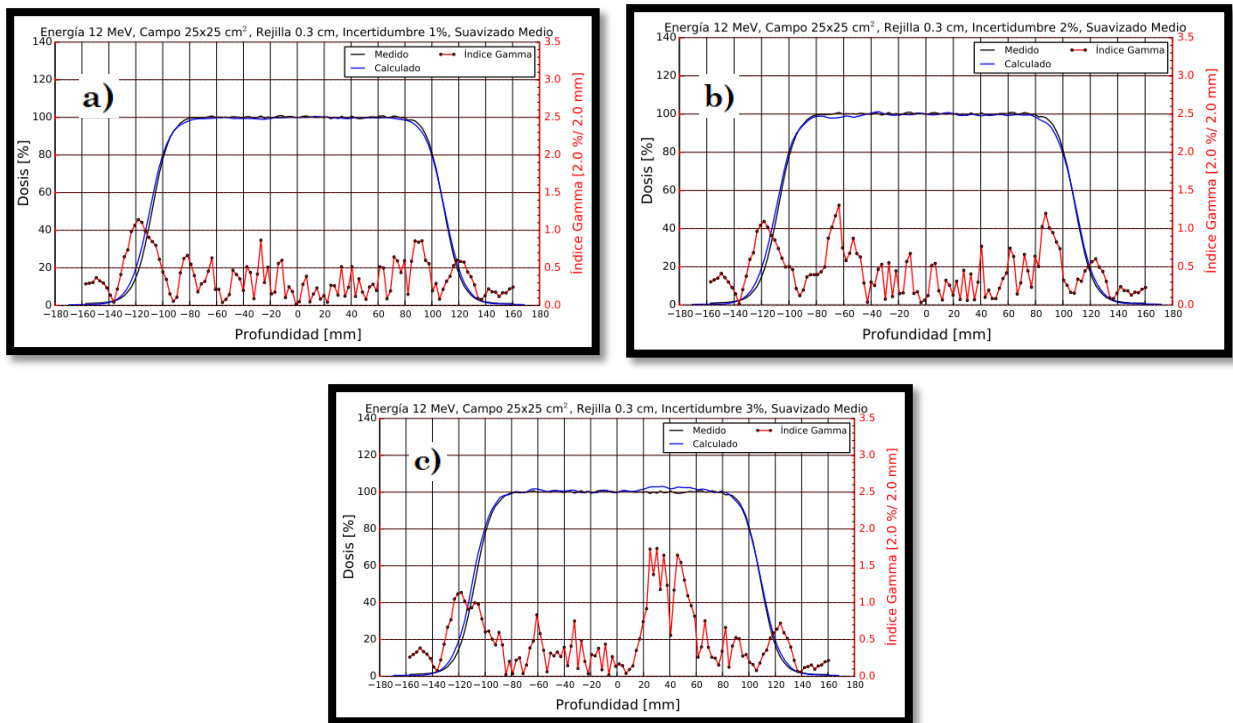 Energía 12 MeV, Campo 25x25 cm², Rejilla 0.3 cm, Incertidumbre 1%, Suavizado Medio
Medido
Calculado
Índice Gamma
a)
140
120
100
80
60
40
20
0
Dosis [%]
3.5
3.0
2.5
2.0
1.5
1.0
0.5
0.0
Índice Gamma [2.0 %/ 2.0 mm]
−180 −160 −140 −120 −100 −80 −60 −40 −20 0 20 40 60 80 100 120 140 160 180
Profundidad [mm]
Energía 12 MeV, Campo 25x25 cm², Rejilla 0.3 cm, Incertidumbre 2%, Suavizado Medio
Medido
Calculado
Índice Gamma
b)
140
120
100
80
60
40
20
0
Dosis [%]
3.5
3.0
2.5
2.0
1.5
1.0
0.5
0.0
Índice Gamma [2.0 %/ 2.0 mm]
−180 −160 −140 −120 −100 −80 −60 −40 −20 0 20 40 60 80 100 120 140 160 180
Profundidad [mm]
Energía 12 MeV, Campo 25x25 cm², Rejilla 0.3 cm, Incertidumbre 3%, Suavizado Medio
Medido
Calculado
Índice Gamma
c)
140
120
100
80
60
40
20
0
Dosis [%]
3.5
3.0
2.5
2.0
1.5
1.0
0.5
0.0
Índice Gamma [2.0 %/ 2.0 mm]
−180 −160 −140 −120 −100 −80 −60 −40 −20 0 20 40 60 80 100 120 140 160 180
Profundidad [mm]